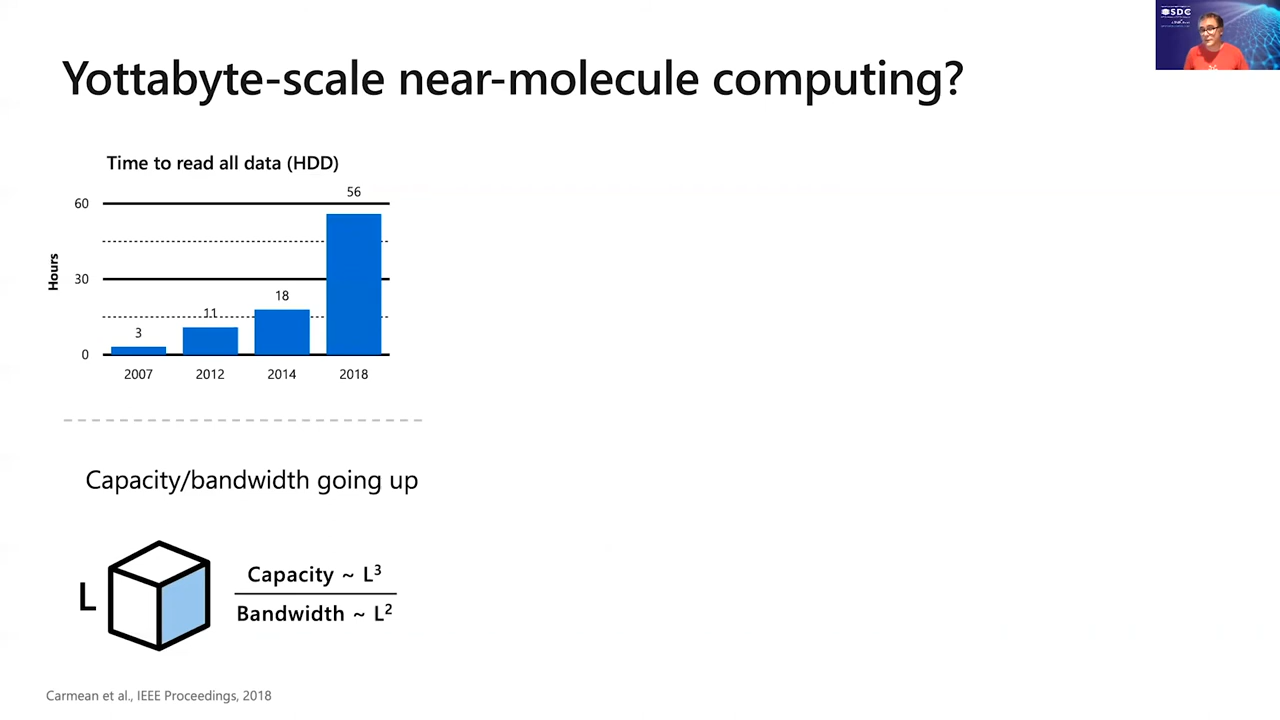 Yottabyte-scale near-molecule computing?
SDC
Time to read all data (HDD)
56
60
Hours
30
18
11
3
0
2007 2012 2014 2018
Capacity/bandwidth going up
L
Capacity ~ L³
Bandwidth ~ L²
Carmean et al., IEEE Proceedings, 2018